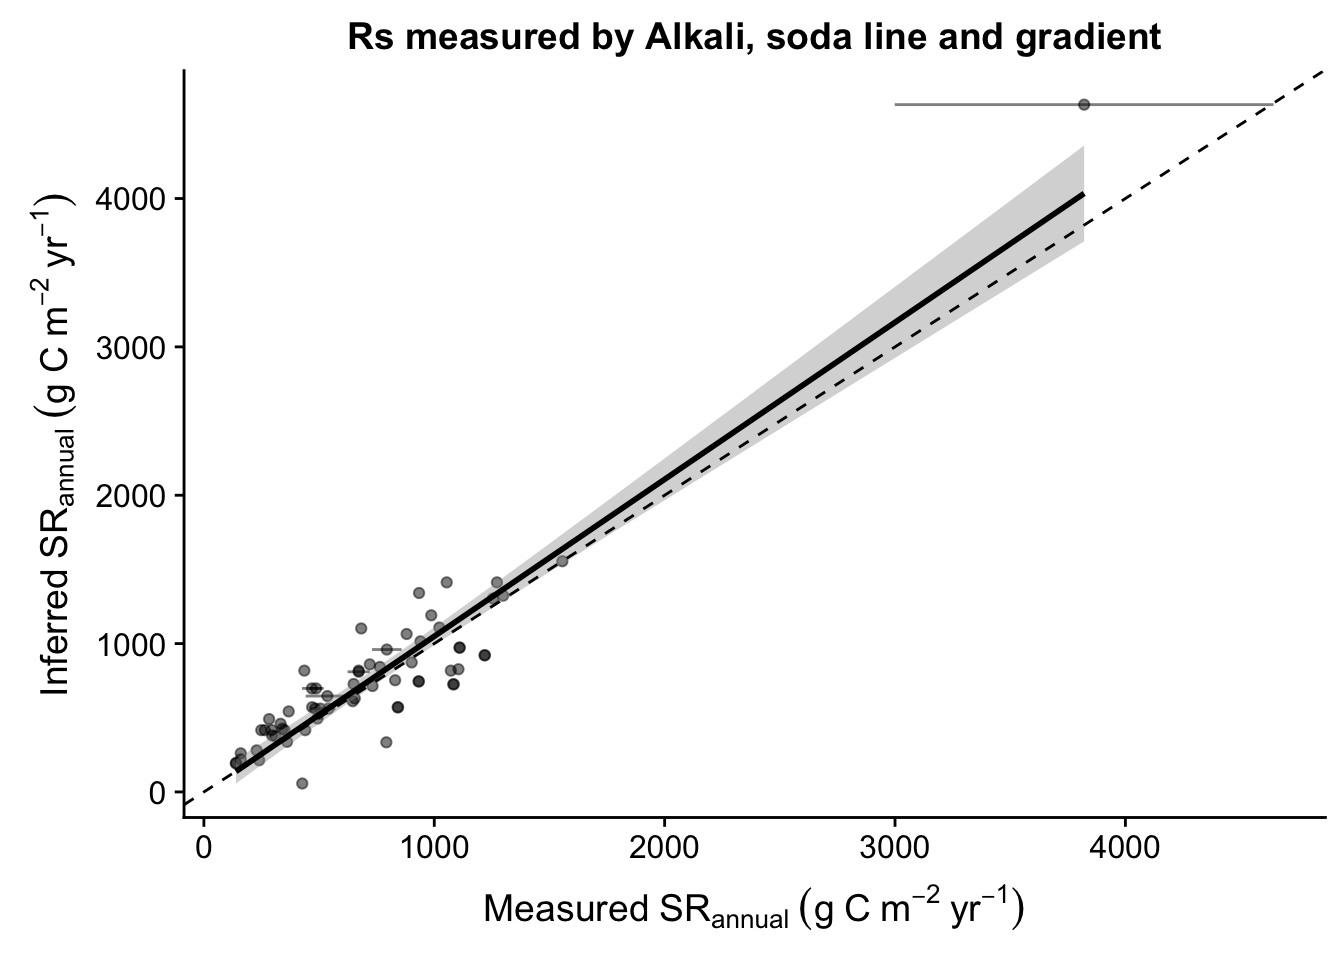 Rs measured by Alkali, soda line and gradient
Inferred SRannual (g C m−2 yr−1)
4000
3000
2000
1000
0
0 1000 2000 3000 4000
Measured SRannual (g C m−2 yr−1)